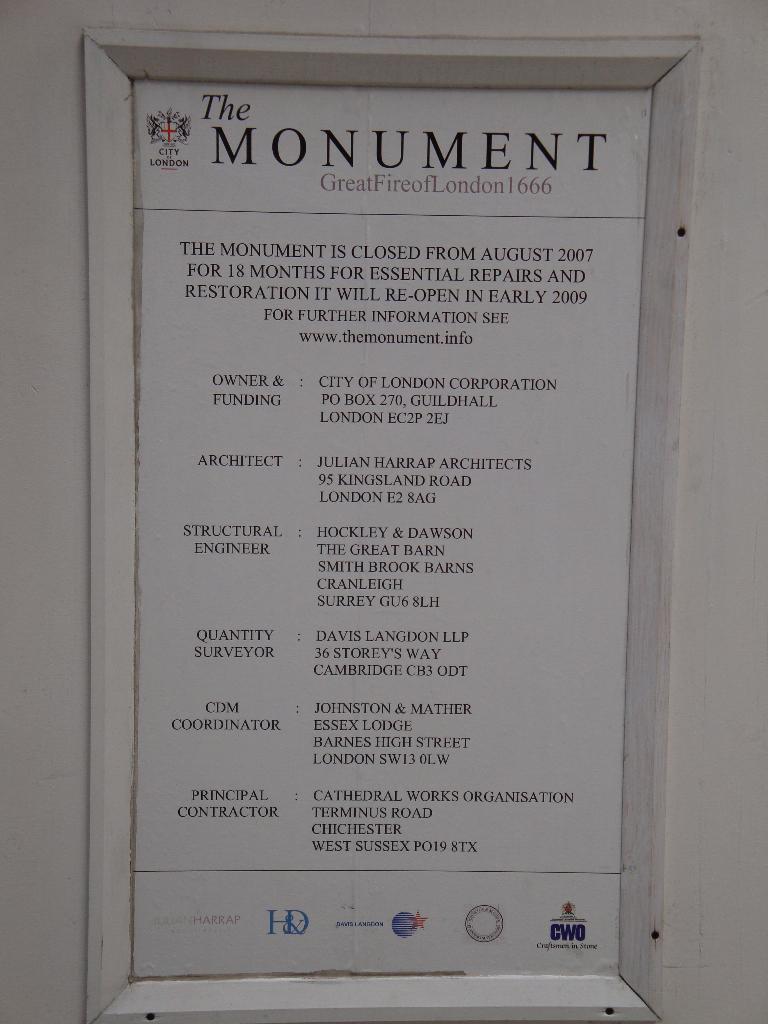 The
MONUMENT
GreatFireofLondon1666
CITY
LONDON
THE MONUMENT IS CLOSED FROM AUGUST 2007
FOR 18 MONTHS FOR ESSENTIAL REPAIRS AND
RESTORATION IT WILL RE-OPEN IN EARLY 2009
FOR FURTHER INFORMATION SEE
www.themonument.info
OWNER & : CITY OF LONDON CORPORATION
FUNDING PO BOX 270, GUILDHALL
LONDON EC2P 2EJ
ARCHITECT : JULIAN HARRAP ARCHITECTS
95 KINGSLAND ROAD
LONDON E2 8AG
STRUCTURAL : HOCKLEY & DAWSON
ENGINEER THE GREAT BARN
SMITH BROOK BARNS
CRANLEIGH
SURREY GU6 8LH
QUANTITY : DAVIS LANGDON LLP
SURVEYOR 36 STOREY'S WAY
CAMBRIDGE CB3 ODT
CDM : JOHNSTON & MATHER
COORDINATOR ESSEX LODGE
BARNES HIGH STREET
LONDON SW13 0LW
PRINCIPAL : CATHEDRAL WORKS ORGANISATION
CONTRACTOR TERMINUS ROAD
CHICHESTER
WEST SUSSEX PO19 8TX
JULIANHARRAP
H&D
DAVIS LANGDON
CWO
Craftsmen in Stone